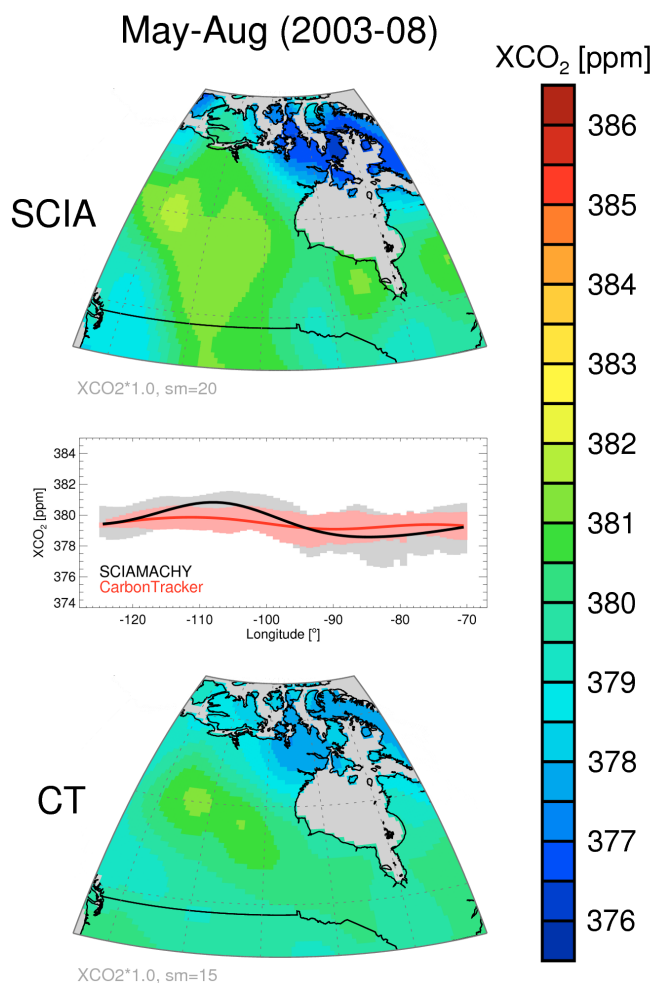 May-Aug (2003-08)
XCO₂ [ppm]
SCIA
XCO2*1.0, sm=20
386
385
384
383
382
381
380
379
378
377
376
384
382
380
378
376
374
XCO₂ [ppm]
SCIAMACHY
CarbonTracker
-120 -110 -100 -90 -80 -70
Longitude [°]
CT
XCO2*1.0, sm=15